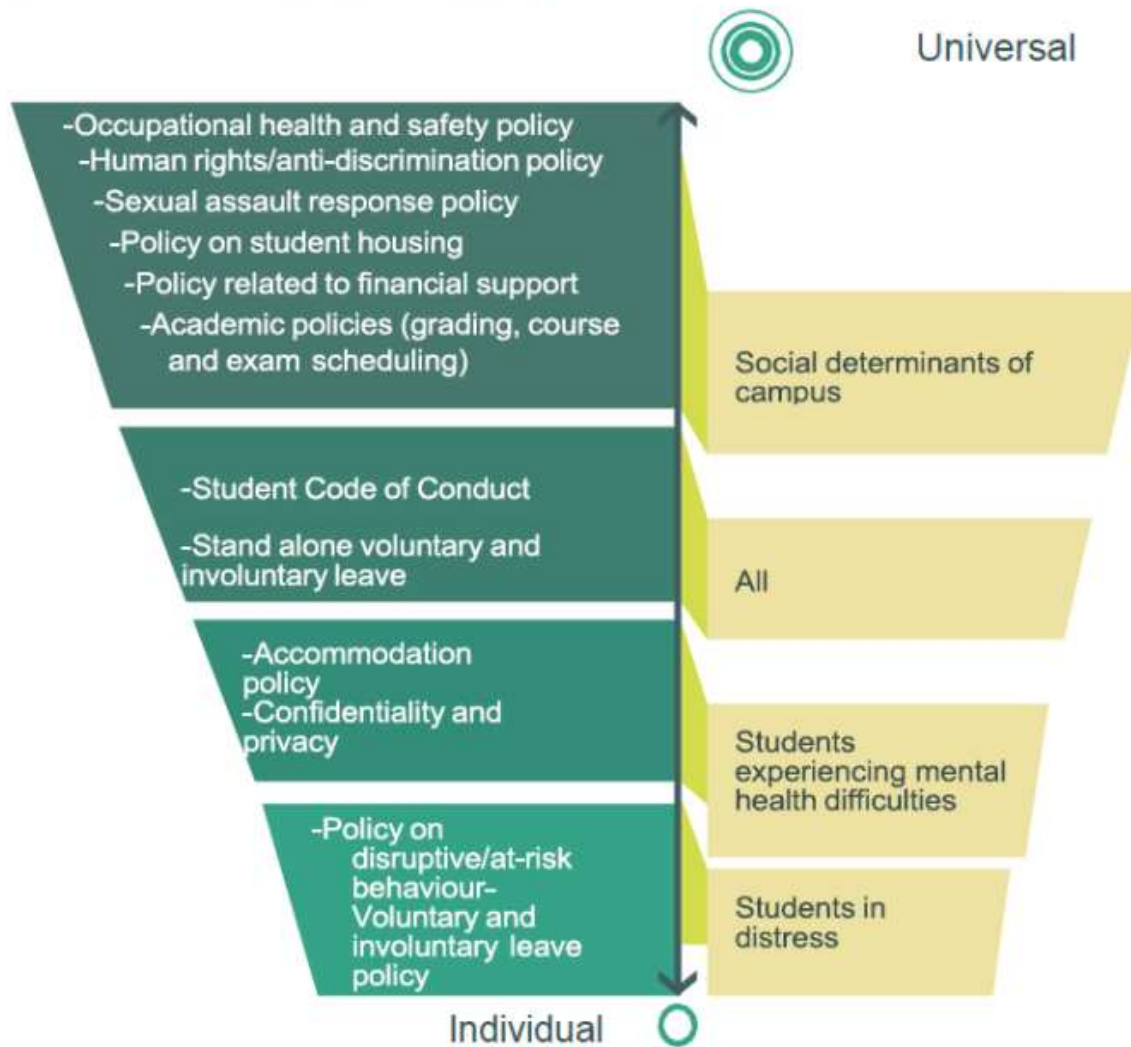 Universal
-Occupational health and safety policy
-Human rights/anti-discrimination policy
-Sexual assault response policy
-Policy on student housing
-Policy related to financial support
-Academic policies (grading, course
and exam scheduling)
Social determinants of
campus
-Student Code of Conduct
-Stand alone voluntary and
involuntary leave
All
-Accommodation
policy
-Confidentiality and
privacy
Students
experiencing mental
health difficulties
-Policy on
disruptive/at-risk
behaviour-
Voluntary and
involuntary leave
policy
Students in
distress
Individual